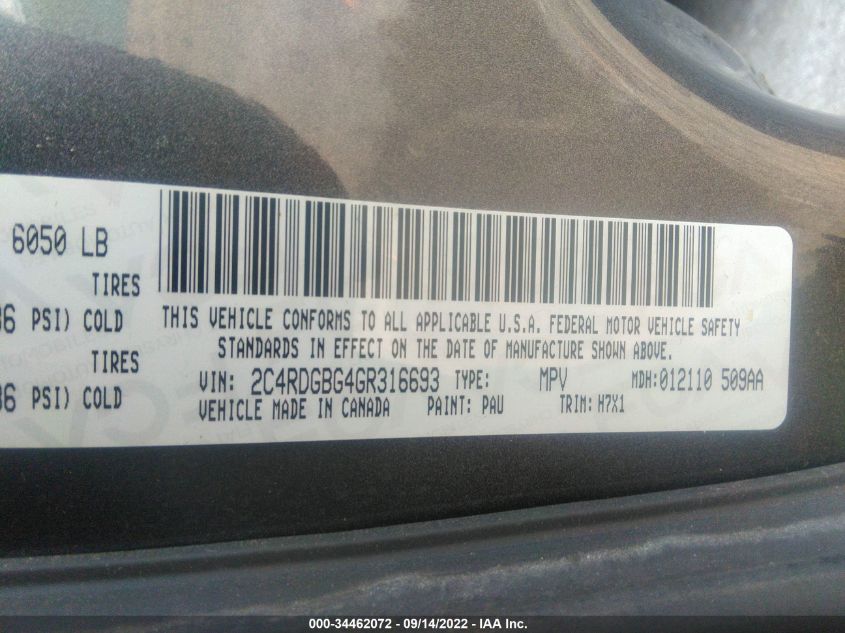 6050 LB
TIRES
36 PSI) COLD
TIRES
36 PSI) COLD
THIS VEHICLE CONFORMS TO ALL APPLICABLE U.S.A. FEDERAL MOTOR VEHICLE SAFETY
STANDARDS IN EFFECT ON THE DATE OF MANUFACTURE SHOWN ABOVE.
VIN: 2C4RDGBG4GR316693 TYPE: MPV MDH: 012110 509AA
VEHICLE MADE IN CANADA PAINT: PAU TRIM: H7X1
000-34462072 - 09/14/2022 - IAA Inc.